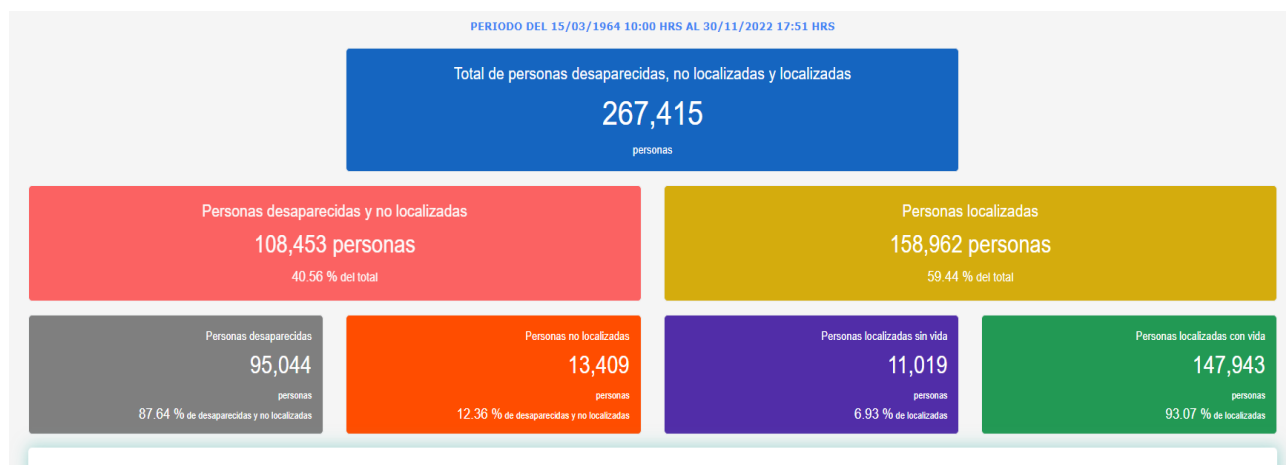 PERIODO DEL 15/03/1964 10:00 HRS AL 30/11/2022 17:51 HRS
Total de personas desaparecidas, no localizadas y localizadas
267,415
personas
Personas desaparecidas y no localizadas
108,453 personas
40.56 % del total
Personas localizadas
158,962 personas
59.44 % del total
Personas desaparecidas
95,044
personas
87.64 % de desaparecidas y no localizadas
Personas no localizadas
13,409
personas
12.36 % de desaparecidas y no localizadas
Personas localizadas sin vida
11,019
personas
6.93 % de localizadas
Personas localizadas con vida
147,943
personas
93.07 % de localizadas